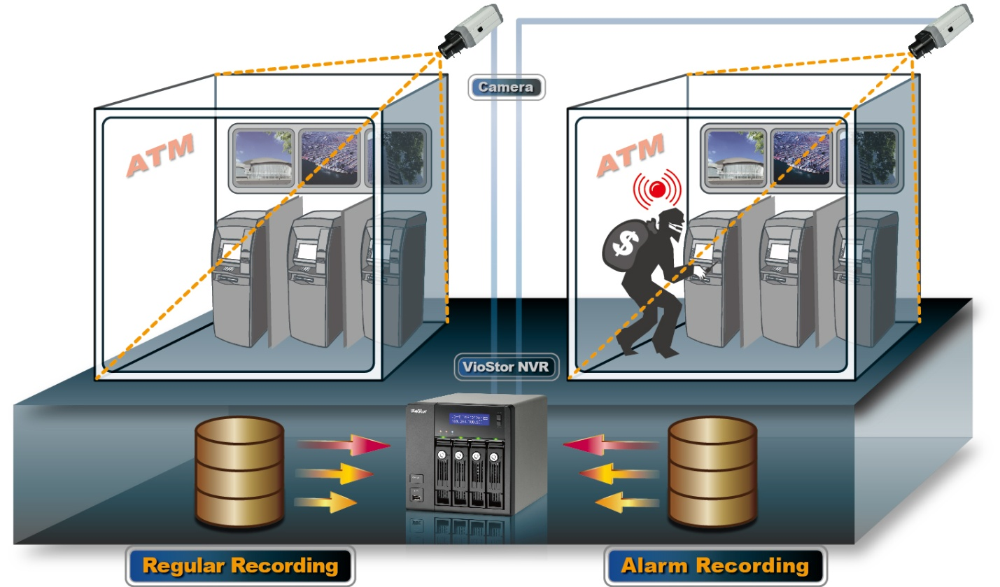 Camera
ATM
ATM
$
VioStor NVR
VioStor
Regular Recording
Alarm Recording